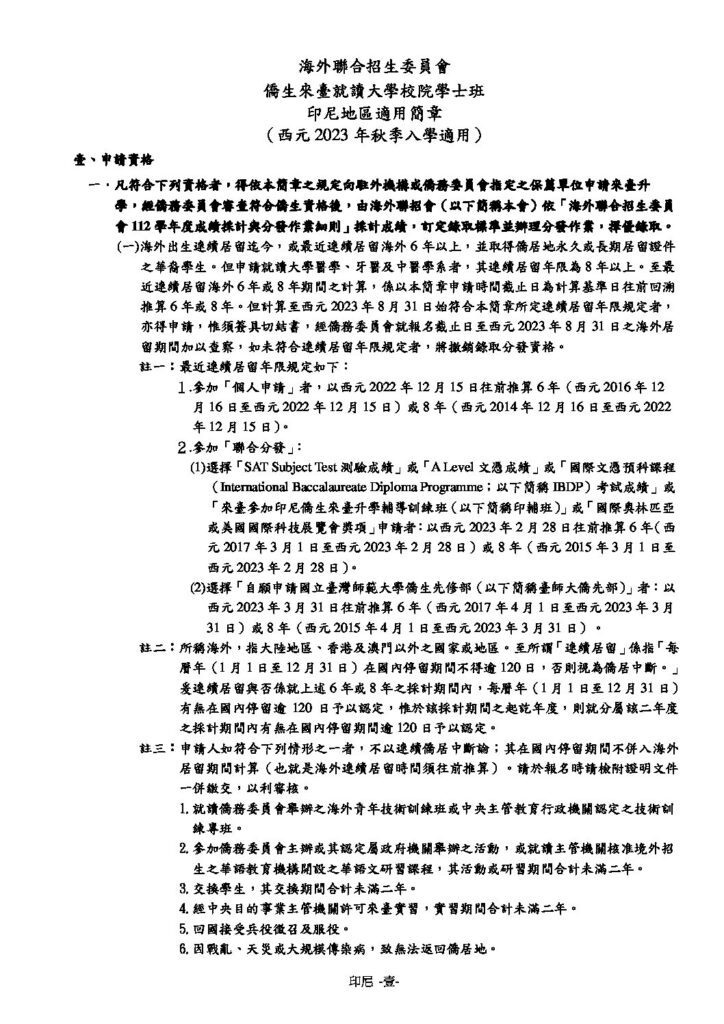 海外聯合招生委員會
僑生來臺就讀大學校院學士班
印尼地區適用簡章
（西元 2023 年秋季入學適用）
壹、申請資格
一、凡符合下列資格者，得依本簡章之規定向駐外機構或僑務委員會指定之保薦單位申請來臺升
學，經僑務委員會審查符合僑生資格後，由海外聯招會（以下簡稱本會）依「海外聯合招生委員
會 112 學年度成績採計與分發作業細則」採計成績，訂定錄取標準並辦理分發作業，擇優錄取。
(一)海外出生連續居留迄今，或最近連續居留海外 6 年以上，並取得僑居地永久或長期居留證件
之華裔學生。但申請就讀大學醫學、牙醫及中醫學系者，其連續居留年限為 8 年以上。至最
近連續居留海外 6 年或 8 年期間之計算，係以本簡章申請時間截止日為計算基準日往前回溯
推算 6 年或 8 年。但計算至西元 2023 年 8 月 31 日始符合本簡章所定連續居留年限規定者，
亦得申請，惟須簽具切結書，經僑務委員會就報名截止日至西元 2023 年 8 月 31 日之海外居
留期間加以查察，如未符合連續居留年限規定者，將撤銷錄取分發資格。
註一：最近連續居留年限規定如下：
1.參加「個人申請」者，以西元 2022 年 12 月 15 日往前推算 6 年（西元 2016 年 12
月 16 日至西元 2022 年 12 月 15 日）或 8 年（西元 2014 年 12 月 16 日至西元 2022
年 12 月 15 日）。
2.參加「聯合分發」：
(1)選擇「SAT Subject Test 測驗成績」或「A Level 文憑成績」或「國際文憑預科課程
（International Baccalaureate Diploma Programme；以下簡稱 IBDP）考試成績」或
「來臺參加印尼僑生來臺升學輔導訓練班（以下簡稱印輔班）」或「國際奧林匹亞
或美國國際科技展覽會獎項」申請者：以西元 2023 年 2 月 28 日往前推算 6 年(西
元 2017 年 3 月 1 日至西元 2023 年 2 月 28 日）或 8 年（西元 2015 年 3 月 1 日至
西元 2023 年 2 月 28 日）。
(2)選擇「自願申請國立臺灣師範大學僑生先修部（以下簡稱臺師大僑先部）」者：以
西元 2023 年 3 月 31 日往前推算 6 年（西元 2017 年 4 月 1 日至西元 2023 年 3 月
31 日）或 8 年（西元 2015 年 4 月 1 日至西元 2023 年 3 月 31 日）。
註二：所稱海外，指大陸地區、香港及澳門以外之國家或地區。至所謂「連續居留」係指「每
曆年（1 月 1 日至 12 月 31 日）在國內停留期間不得逾 120 日，否則視為僑居中斷。」
爰連續居留與否係就上述 6 年或 8 年之採計期間內，每曆年（1 月 1 日至 12 月 31 日）
有無在國內停留逾 120 日予以認定，惟於該採計期間之起訖年度，則就分屬該二年度
之採計期間內有無在國內停留期間逾 120 日予以認定。
註三：申請人如符合下列情形之一者，不以連續僑居中斷論；其在國內停留期間不併入海外
居留期間計算（也就是海外連續居留時間須往前推算）。請於報名時請檢附證明文件
一併繳交，以利審核。
1.就讀僑務委員會舉辦之海外青年技術訓練班或中央主管教育行政機關認定之技術訓
練專班。
2.參加僑務委員會主辦或其認定屬政府機關舉辦之活動，或就讀主管機關核准境外招
生之華語教育機構開設之華語文研習課程，其活動或研習期間合計未滿二年。
3.交換學生，其交換期間合計未滿二年。
4.經中央目的事業主管機關許可來臺實習，實習期間合計未滿二年。
5.回國接受兵役徵召及服役。
6.因戰亂、天災或大規模傳染病，致無法返回僑居地。
印尼 -壹-